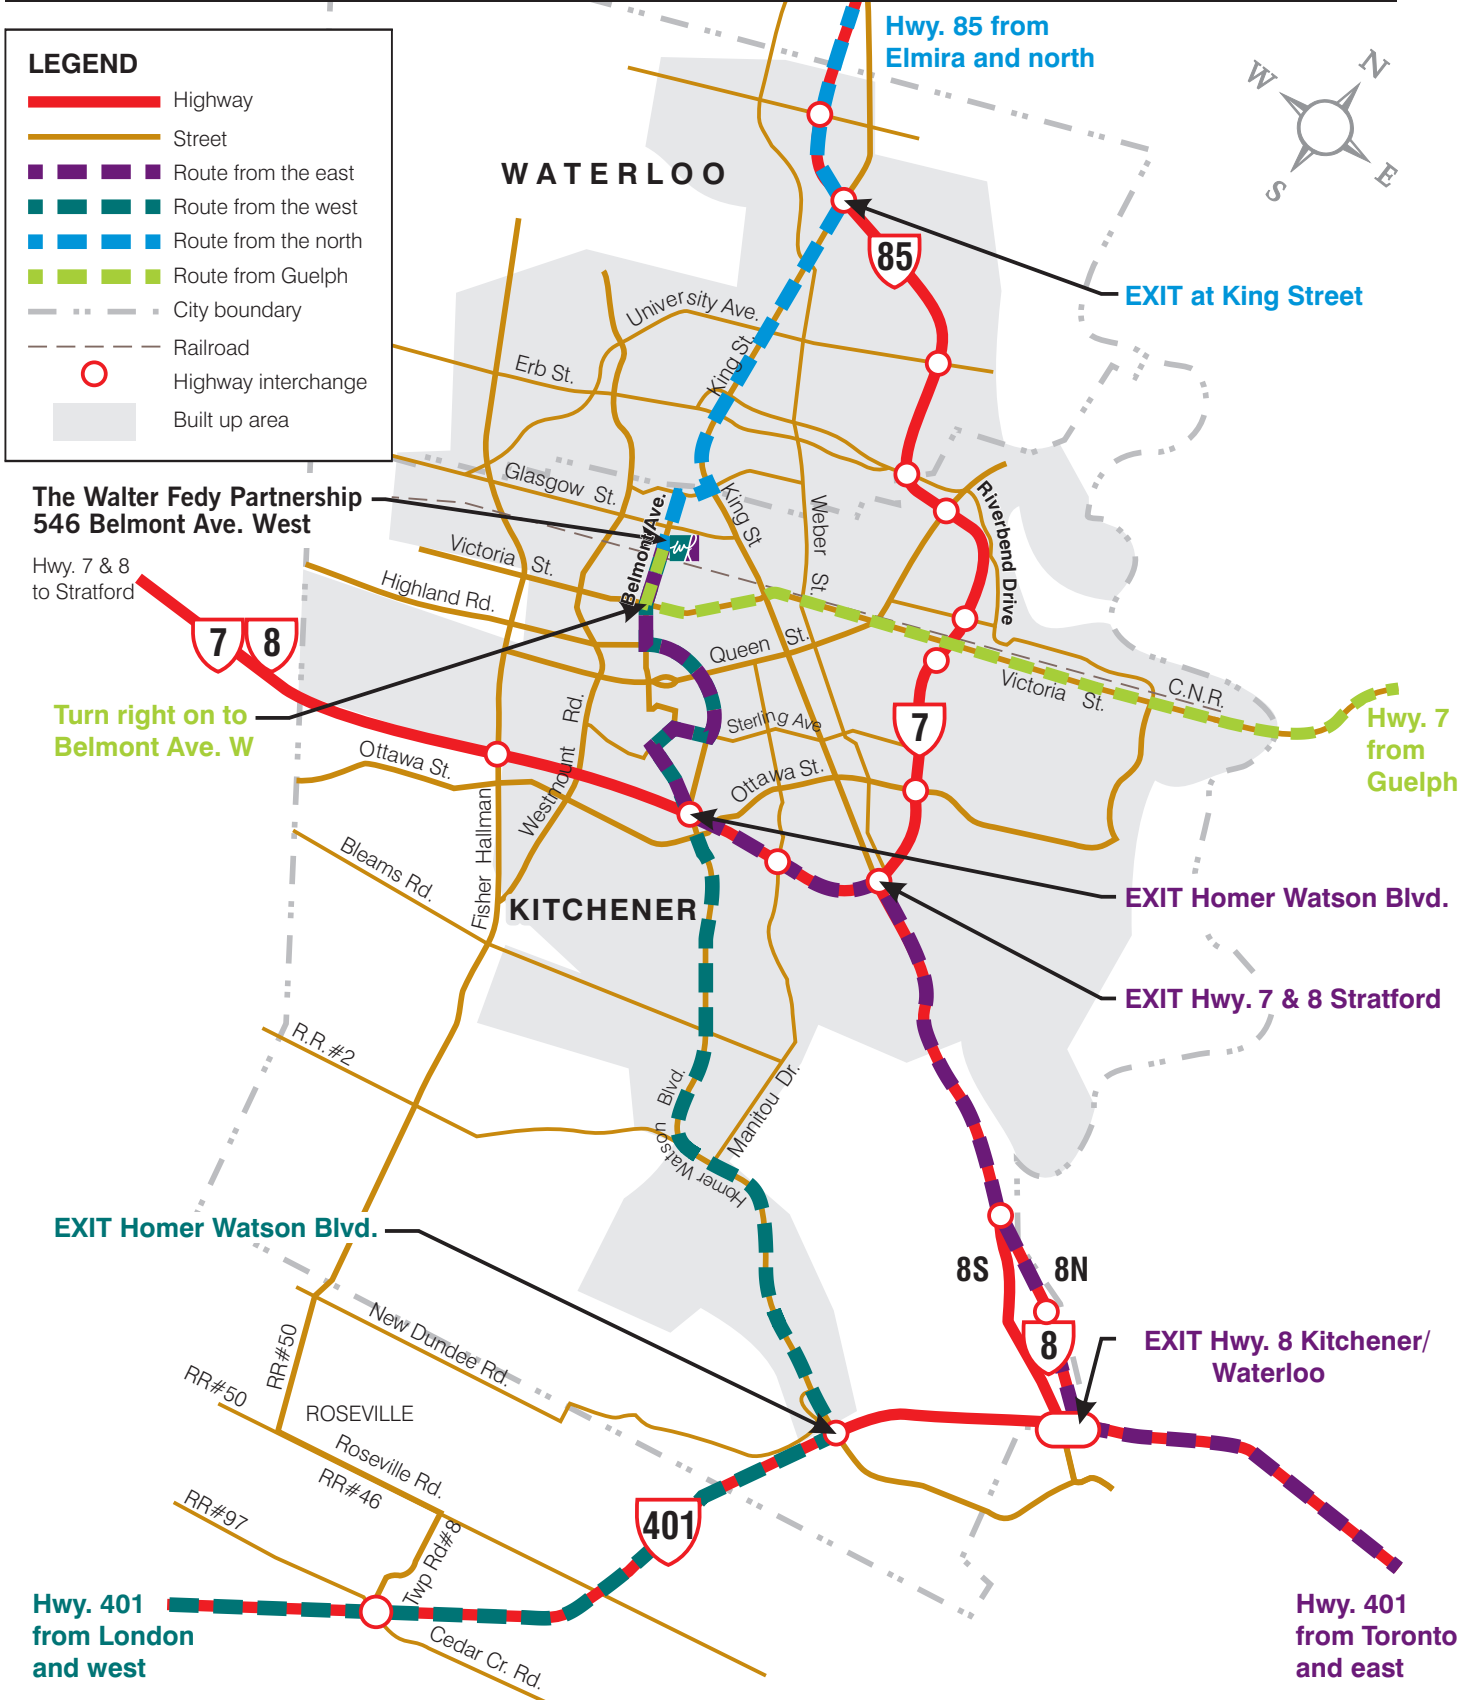 Hwy. 85 from
Elmira and north
LEGEND
Highway
Street
Route from the east
Route from the west
Route from the north
Route from Guelph
City boundary
Railroad
Highway interchange
Built up area
N
W
E
S
WATERLOO
85
EXIT at King Street
University Ave.
King St.
Erb St.
Glasgow St.
The Walter Fedy Partnership
546 Belmont Ave. West
Belmont Ave.
wf
King St
Weber St.
Riverbend Drive
Hwy. 7 & 8
to Stratford
Victoria St.
Highland Rd.
7
8
Queen St.
Victoria St.
C.N.R.
Turn right on to
Belmont Ave. W
Hwy. 7
from
Guelph
Sterling Ave
7
Ottawa St.
Ottawa St.
Westmount Rd.
Fisher Hallman
Bleams Rd.
KITCHENER
EXIT Homer Watson Blvd.
EXIT Hwy. 7 & 8 Stratford
R.R.#2
Homer Watson Blvd.
Manitou Dr.
EXIT Homer Watson Blvd.
8S
8N
8
EXIT Hwy. 8 Kitchener/
Waterloo
New Dundee Rd.
RR#50
RR#50
ROSEVILLE
Roseville Rd.
RR#46
RR#97
Twp Rd#8
401
Cedar Cr. Rd.
Hwy. 401
from London
and west
Hwy. 401
from Toronto
and east